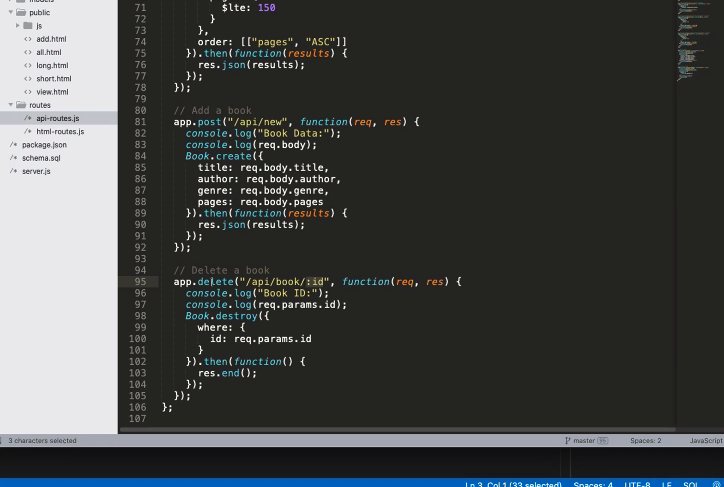 models
public
js
add.html
all.html
long.html
short.html
view.html
routes
/* api-routes.js
/* html-routes.js
/* package.json
/* schema.sql
/* server.js
71 $lte: 150
72 }
73 },
74 order: [["pages", "ASC"]]
75 }).then(function(results) {
76 res.json(results);
77 });
78 });
79
80 // Add a book
81 app.post("/api/new", function(req, res) {
82 console.log("Book Data:");
83 console.log(req.body);
84 Book.create({
85 title: req.body.title,
86 author: req.body.author,
87 genre: req.body.genre,
88 pages: req.body.pages
89 }).then(function(results) {
90 res.json(results);
91 });
92 });
93
94 // Delete a book
95 app.delete("/api/book/:id", function(req, res) {
96 console.log("Book ID:");
97 console.log(req.params.id);
98 Book.destroy({
99 where: {
100 id: req.params.id
101 }
102 }).then(function() {
103 res.end();
104 });
105 });
106 };
107
3 characters selected
master
Spaces: 2
JavaScript
Ln 3, Col 1 (33 selected) Spaces: 4 UTF-8 LF SQL